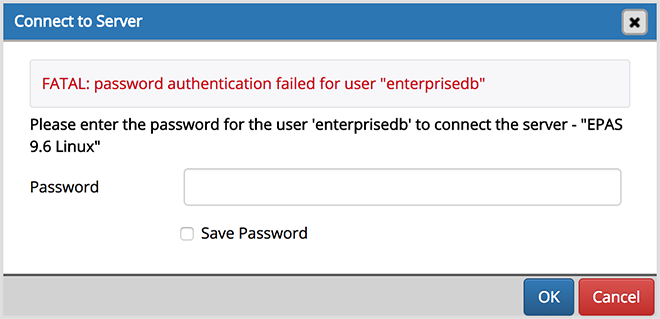 Connect to Server
FATAL: password authentication failed for user "enterprisedb"
Please enter the password for the user 'enterprisedb' to connect the server - "EPAS
9.6 Linux"
Password
Save Password
OK
Cancel